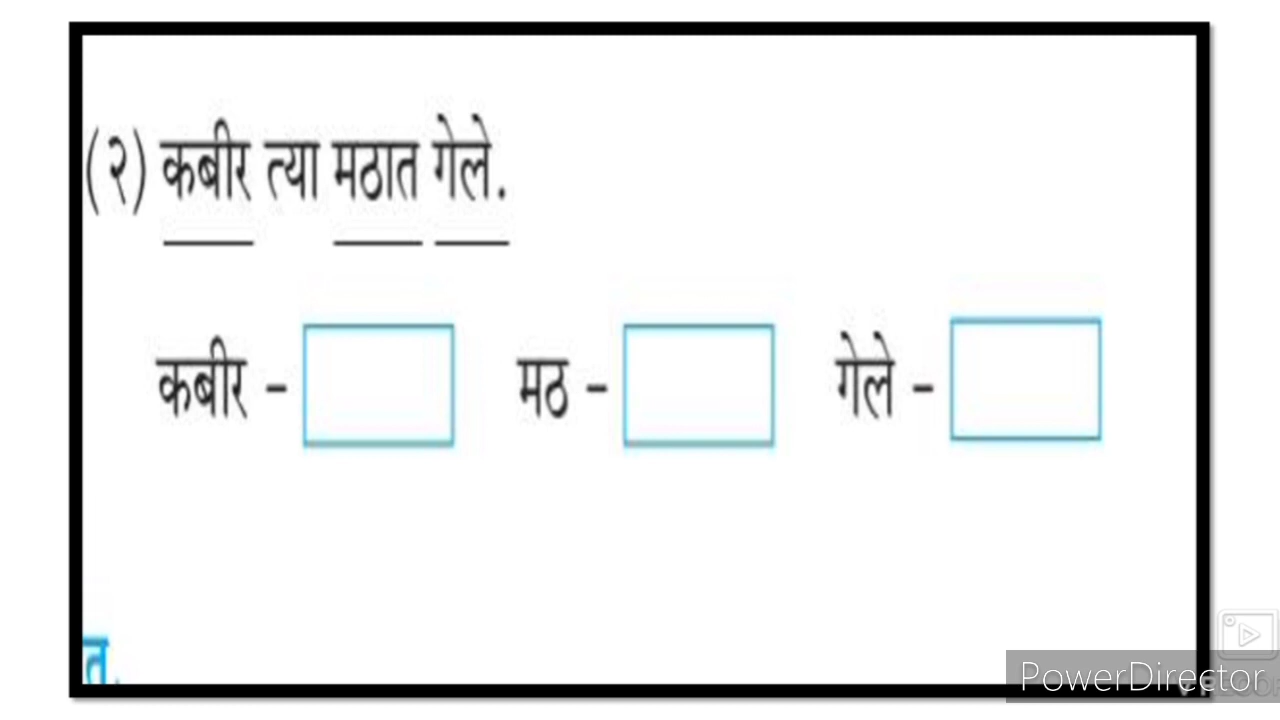 (२) कबीर त्या मठात गेले.
कबीर – मठ – गेले –
त.
PowerDirector